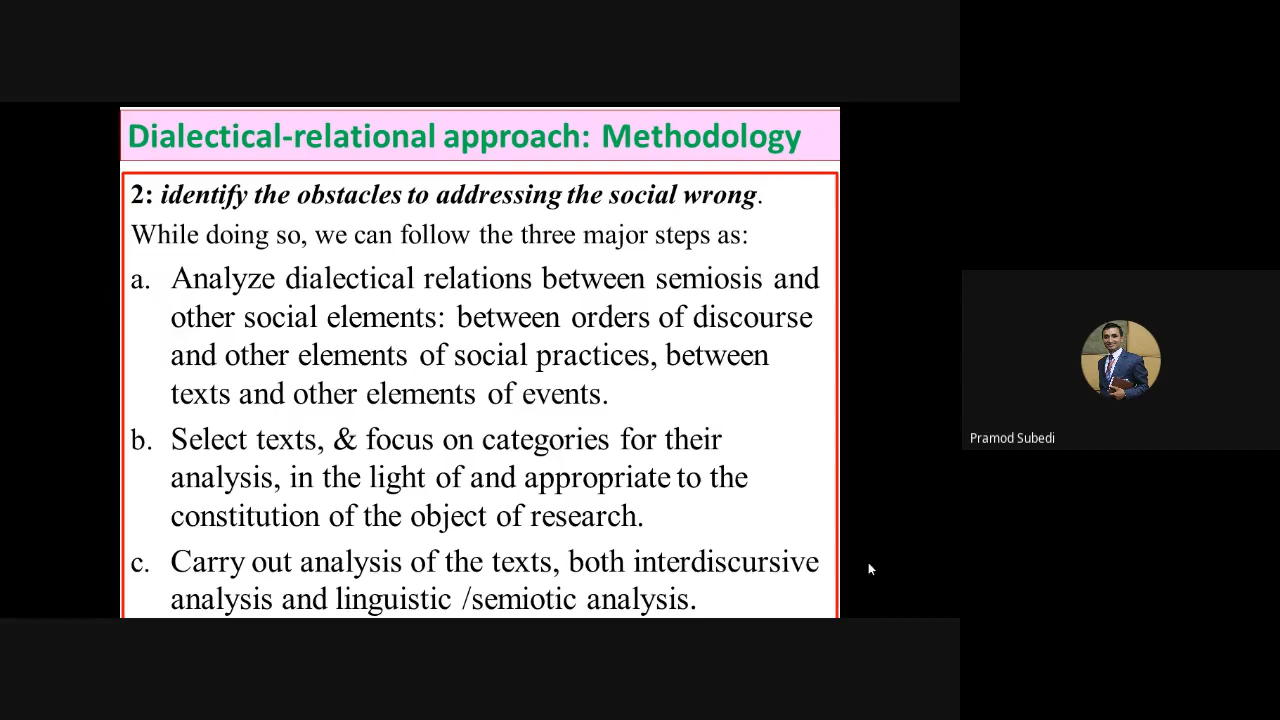 Dialectical-relational approach: Methodology
2: identify the obstacles to addressing the social wrong.
While doing so, we can follow the three major steps as:
a. Analyze dialectical relations between semiosis and
other social elements: between orders of discourse
and other elements of social practices, between
texts and other elements of events.
b. Select texts, & focus on categories for their
analysis, in the light of and appropriate to the
constitution of the object of research.
c. Carry out analysis of the texts, both interdiscursive
analysis and linguistic /semiotic analysis.
Pramod Subedi